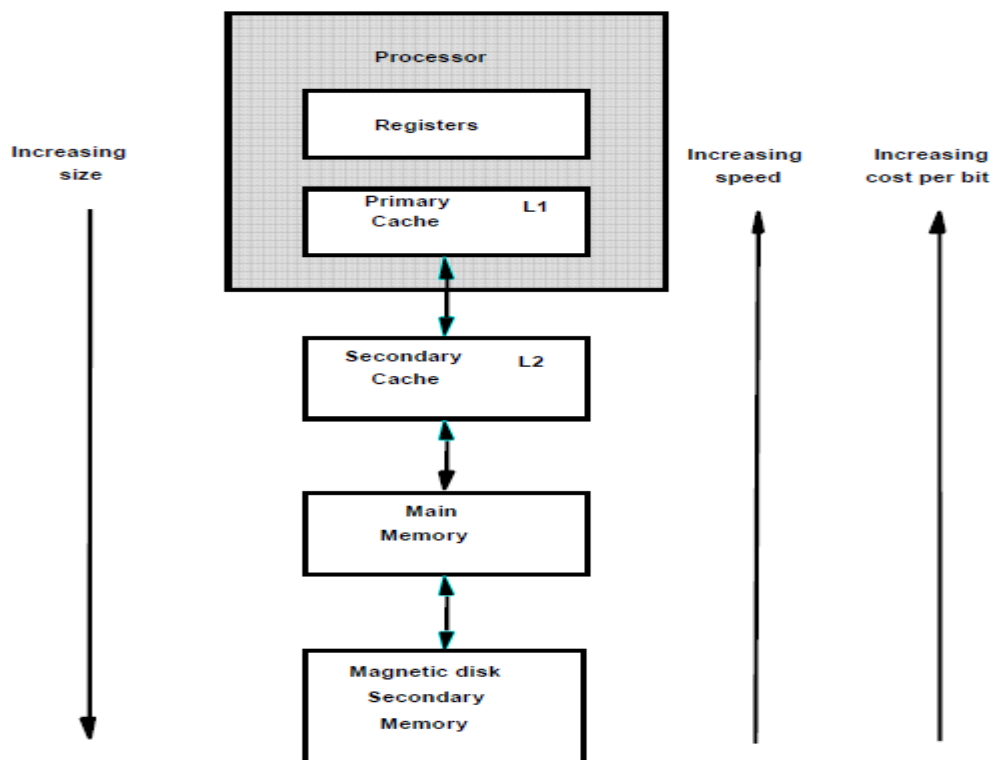 Processor
Registers
Increasing
size
Increasing
speed
Increasing
cost per bit
Primary
Cache
L1
Secondary
Cache
L2
Main
Memory
Magnetic disk
Secondary
Memory